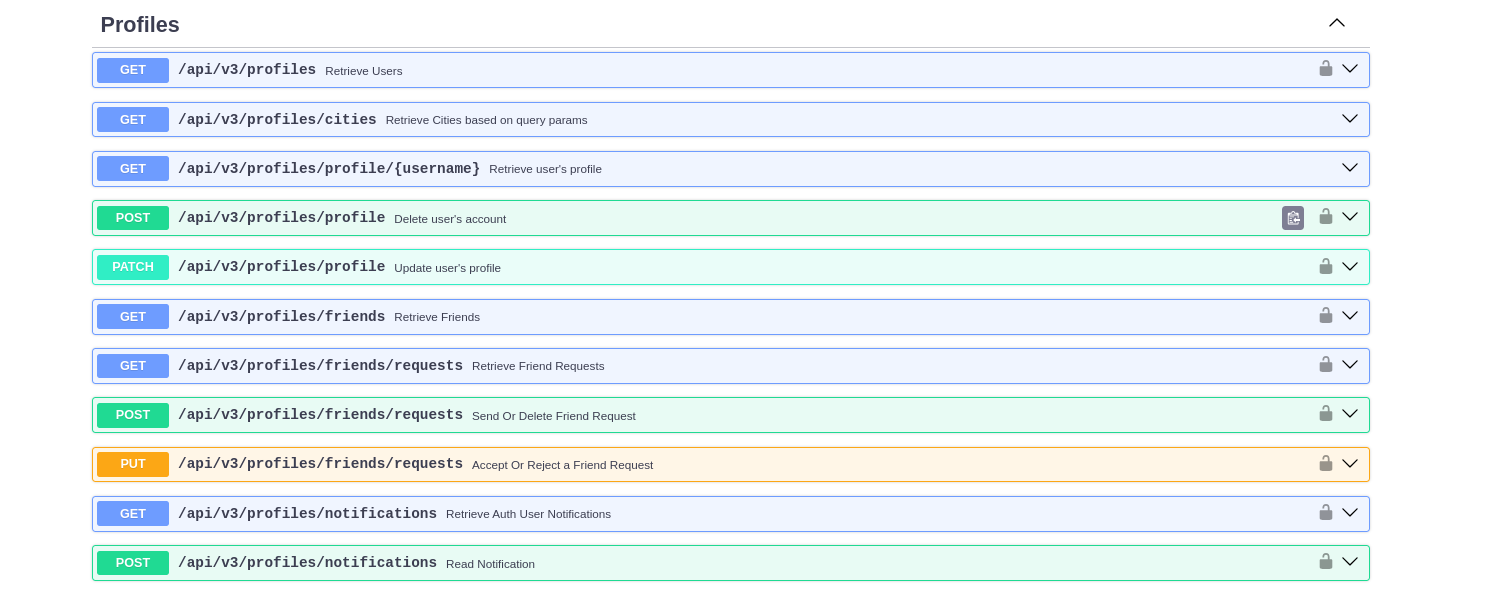 Profiles
GET /api/v3/profiles Retrieve Users
GET /api/v3/profiles/cities Retrieve Cities based on query params
GET /api/v3/profiles/profile/{username} Retrieve user's profile
POST /api/v3/profiles/profile Delete user's account
PATCH /api/v3/profiles/profile Update user's profile
GET /api/v3/profiles/friends Retrieve Friends
GET /api/v3/profiles/friends/requests Retrieve Friend Requests
POST /api/v3/profiles/friends/requests Send Or Delete Friend Request
PUT /api/v3/profiles/friends/requests Accept Or Reject a Friend Request
GET /api/v3/profiles/notifications Retrieve Auth User Notifications
POST /api/v3/profiles/notifications Read Notification